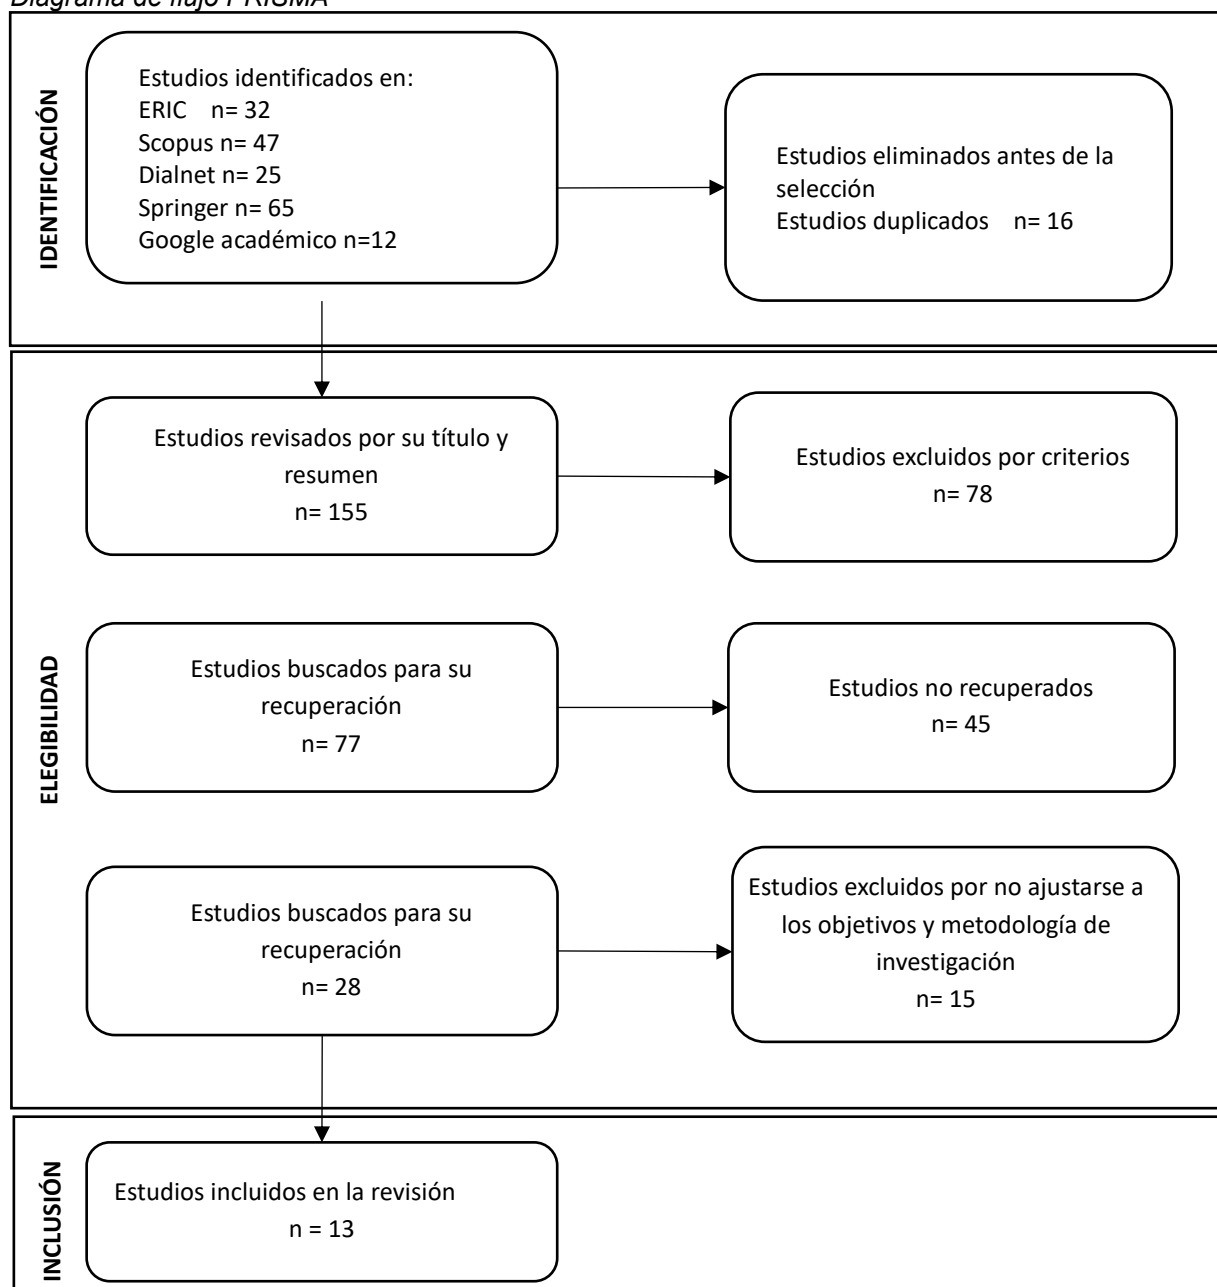 Diagrama de flujo PRISMA
IDENTIFICACIÓN
Estudios identificados en:
ERIC    n= 32
Scopus n= 47
Dialnet n= 25
Springer n= 65
Google académico n=12
Estudios eliminados antes de la
selección
Estudios duplicados    n= 16
ELEGIBILIDAD
Estudios revisados por su título y
resumen
n= 155
Estudios excluidos por criterios
n= 78
Estudios buscados para su
recuperación
n= 77
Estudios no recuperados
n= 45
Estudios buscados para su
recuperación
n= 28
Estudios excluidos por no ajustarse a
los objetivos y metodología de
investigación
n= 15
INCLUSIÓN
Estudios incluidos en la revisión
n = 13